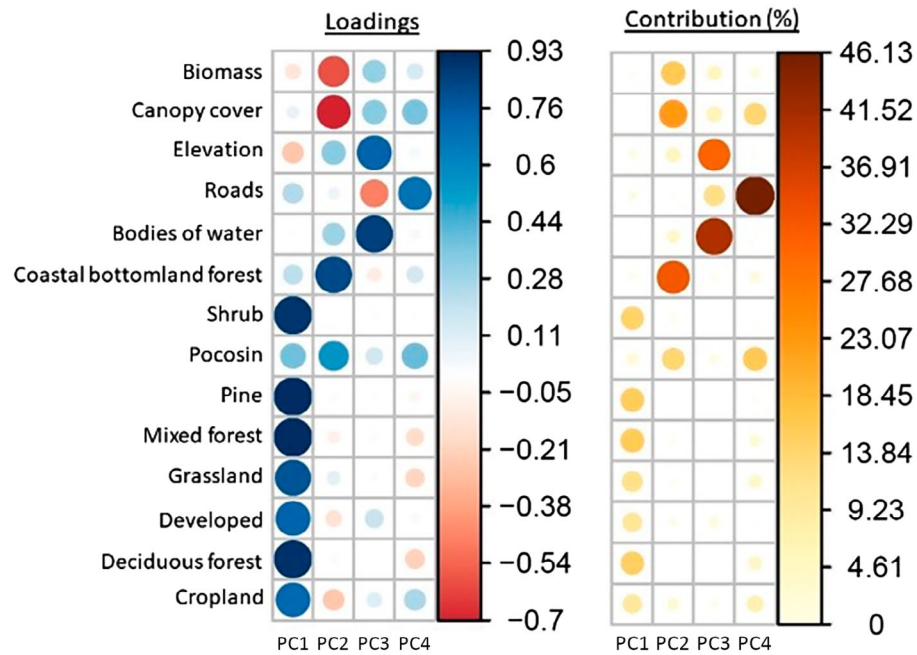 Loadings
Contribution (%)
Biomass
Canopy cover
Elevation
Roads
Bodies of water
Coastal bottomland forest
Shrub
Pocosin
Pine
Mixed forest
Grassland
Developed
Deciduous forest
Cropland
0.93
0.76
0.6
0.44
0.28
0.11
−0.05
−0.21
−0.38
−0.54
−0.7
46.13
41.52
36.91
32.29
27.68
23.07
18.45
13.84
9.23
4.61
0
PC1 PC2 PC3 PC4
PC1 PC2 PC3 PC4